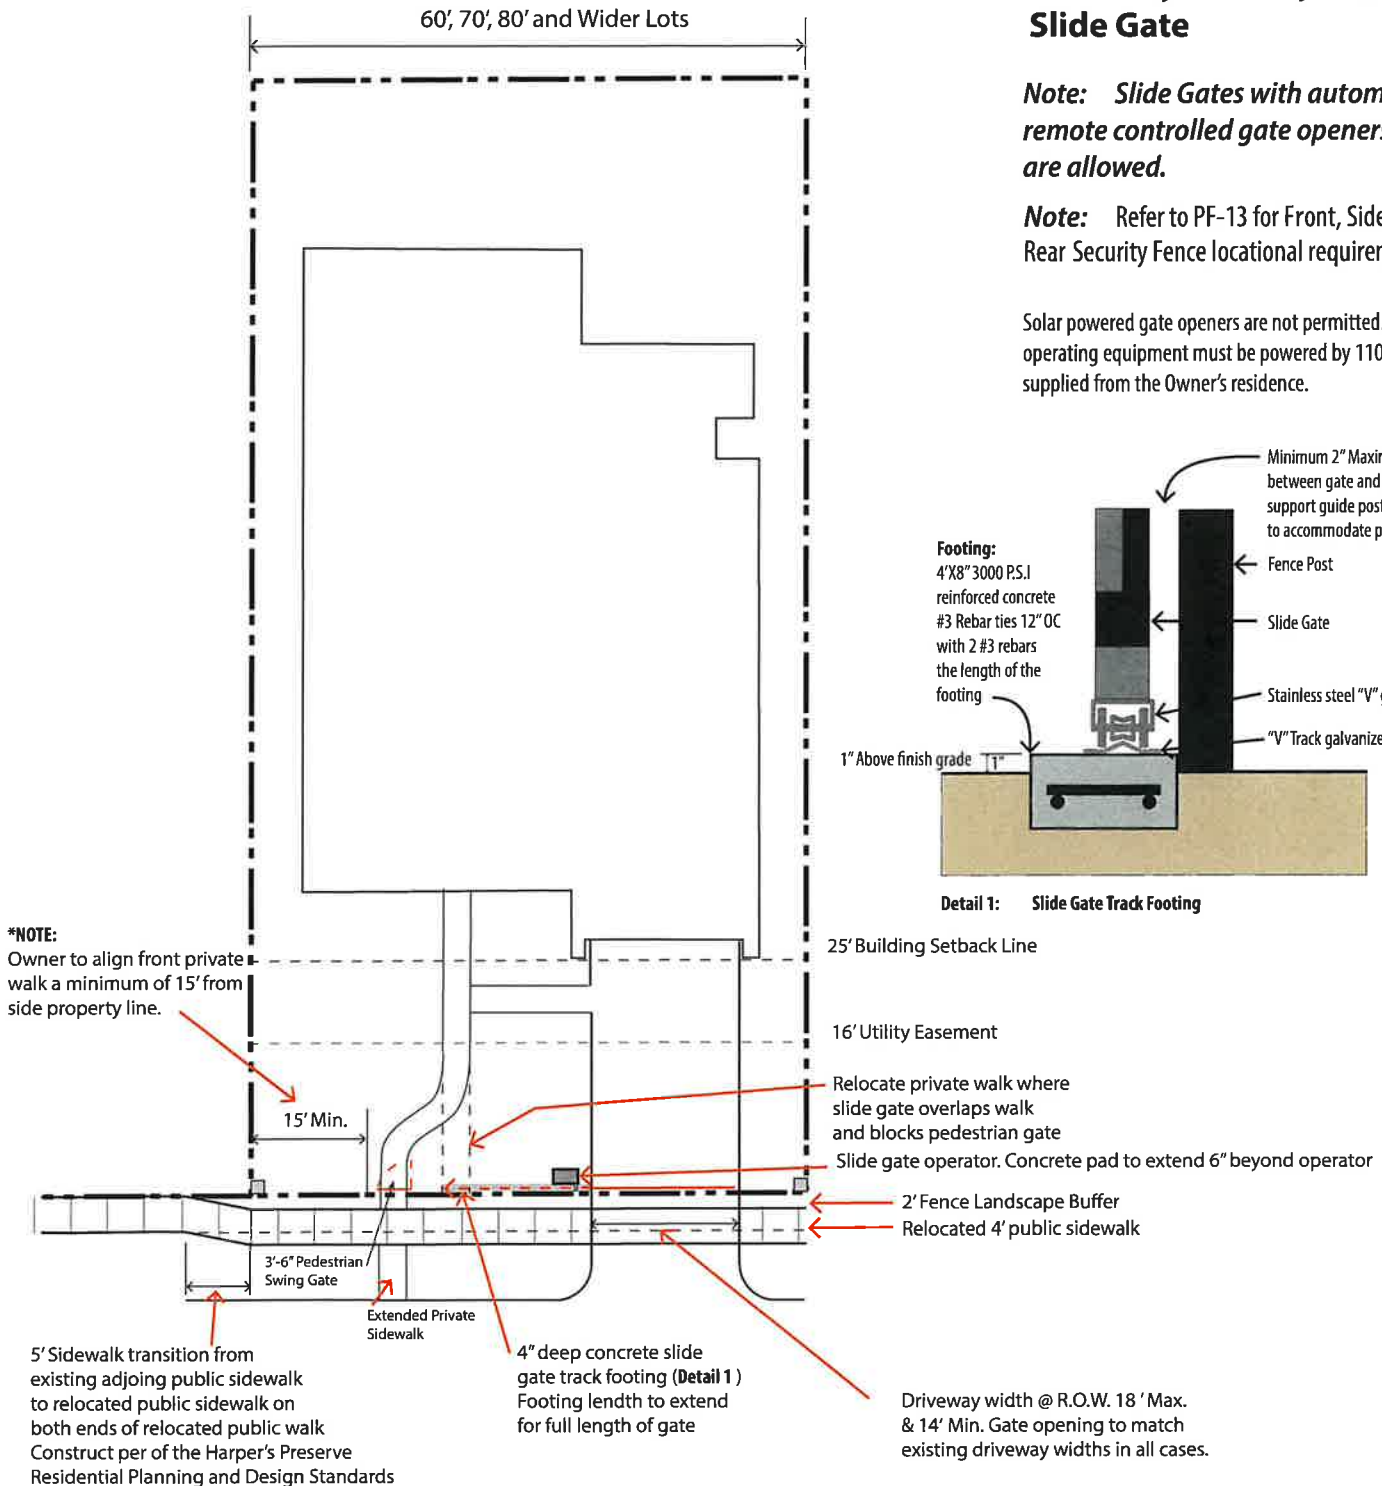 60', 70', 80' and Wider Lots
Slide Gate
Note: Slide Gates with autom
remote controlled gate openers
are allowed.
Note: Refer to PF-13 for Front, Side
Rear Security Fence locational requirer
Solar powered gate openers are not permitted.
operating equipment must be powered by 110
supplied from the Owner's residence.
Minimum 2" Maxin
between gate and
support guide post
to accommodate p
Fence Post
Slide Gate
Stainless steel "V" g
"V" Track galvanize
Footing:
4'X8" 3000 P.S.I
reinforced concrete
#3 Rebar ties 12" OC
with 2 #3 rebars
the length of the
footing
1" Above finish grade
1"
Detail 1: Slide Gate Track Footing
*NOTE:
Owner to align front private
walk a minimum of 15' from
side property line.
25' Building Setback Line
16' Utility Easement
Relocate private walk where
slide gate overlaps walk
and blocks pedestrian gate
15' Min.
Slide gate operator. Concrete pad to extend 6" beyond operator
2' Fence Landscape Buffer
Relocated 4' public sidewalk
3'-6" Pedestrian
Swing Gate
Extended Private
Sidewalk
5' Sidewalk transition from
existing adjoing public sidewalk
to relocated public sidewalk on
both ends of relocated public walk
Construct per of the Harper's Preserve
Residential Planning and Design Standards
4" deep concrete slide
gate track footing (Detail 1 )
Footing lendth to extend
for full length of gate
Driveway width @ R.O.W. 18 ' Max.
& 14' Min. Gate opening to match
existing driveway widths in all cases.